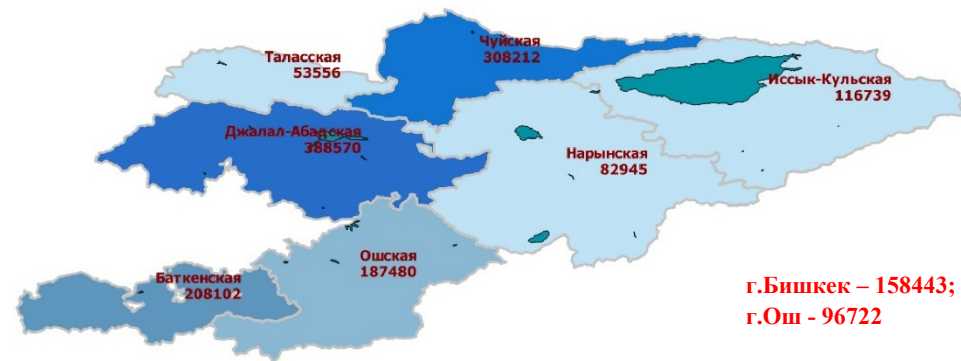 Таласская
53556
Чуйская
308212
Иссык-Кульская
116739
Джалал-Абадская
388570
Нарынская
82945
Ошская
187480
Баткенская
208102
г.Бишкек – 158443;
г.Ош - 96722